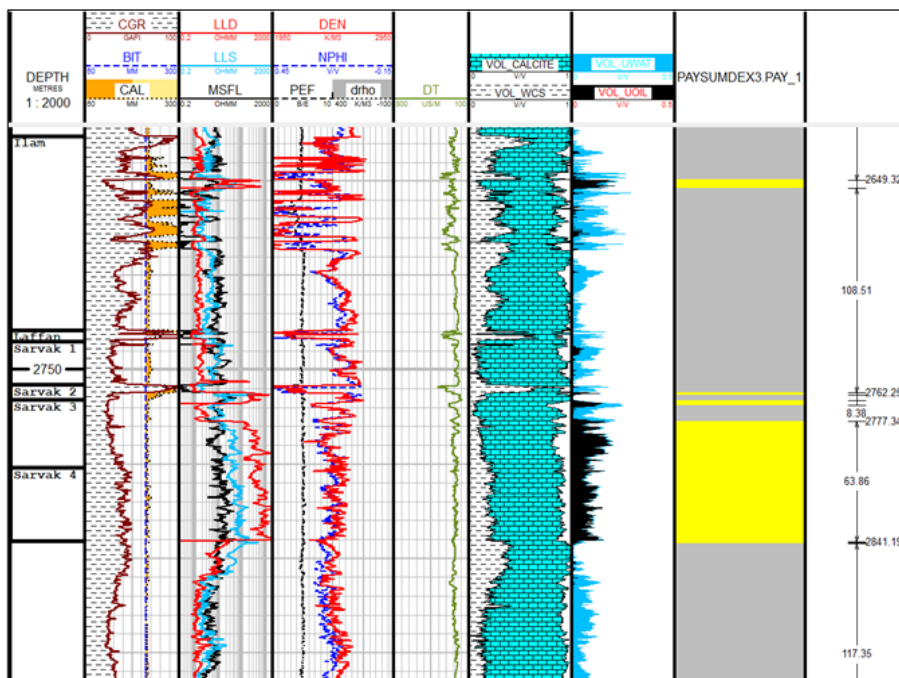 DEPTH
METRES
1 : 2000
CGR
0 GAPI 100
BIT
50 MM 300
CAL
50 MM 300
LLD
0.2 OHMM 2000
LLS
0.2 OHMM 2000
MSFL
0.2 OHMM 2000
DEN
1950 K/M3 2950
NPHI
0.45 V/V -0.15
PEF drho
0 B/E 10 400 K/M3 -100
DT
US/M 100
VOL_CALCITE
0 V/V 1
VOL_WCS
0 V/V 1
VOL_UWAT
0 V/V 0.5
VOL_UOIL
0 V/V 0.5
PAYSUMDEX3.PAY_1
Ilam
2649.32
108.51
Laffan
Sarvak 1
2750
Sarvak 2
2762.25
Sarvak 3
8.38
2777.34
Sarvak 4
63.86
2841.19
117.35